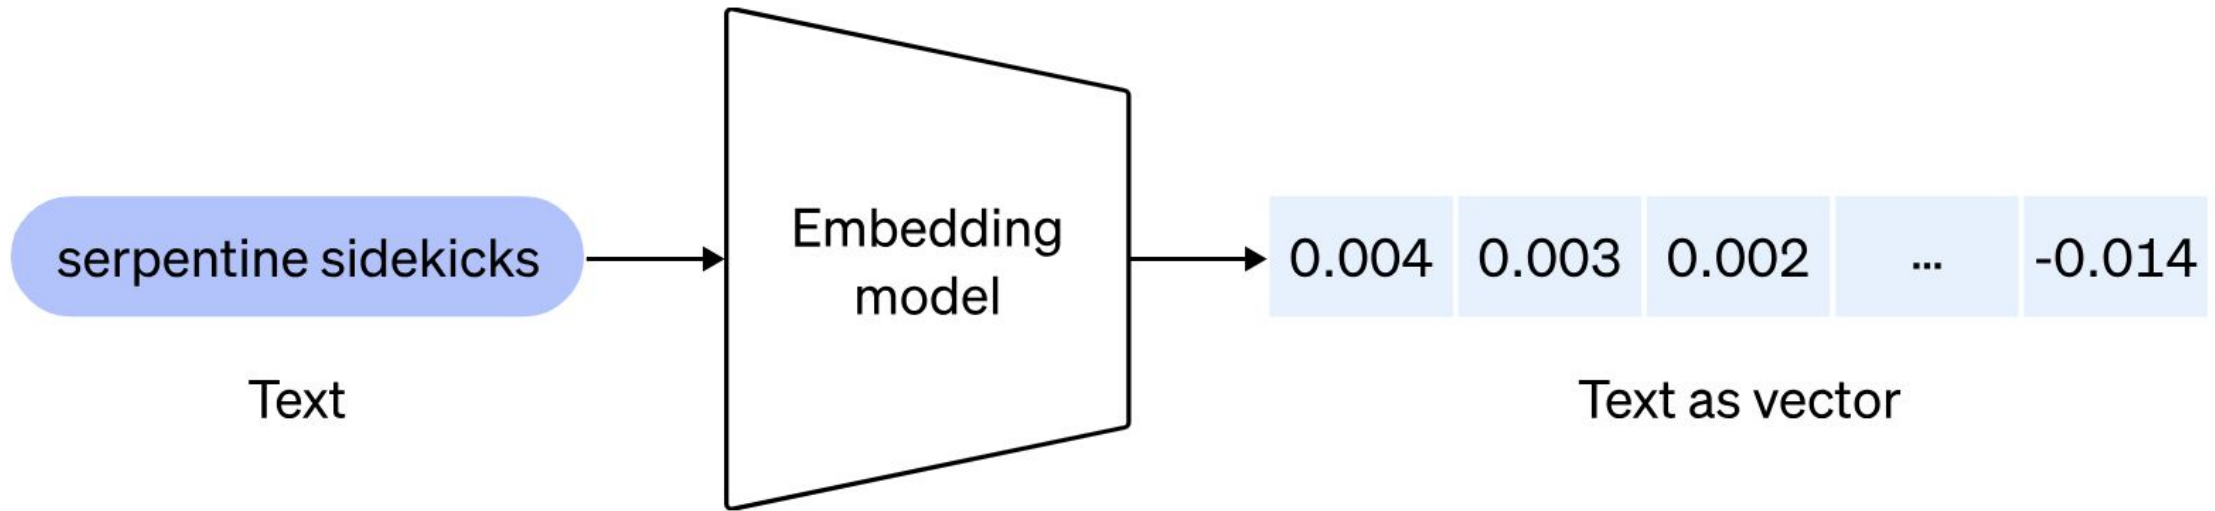 serpentine sidekicks
Text
Embedding
model
0.004 0.003 0.002 ... -0.014
Text as vector